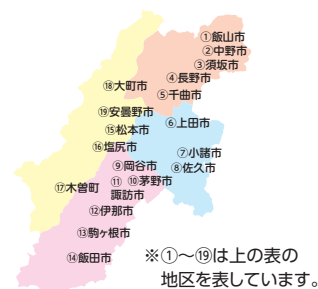 ①飯山市
②中野市
③須坂市
④長野市
⑤千曲市
⑱大町市
⑲安曇野市
⑥上田市
⑮松本市
⑯塩尻市
⑦小諸市
⑧佐久市
⑨岡谷市
⑩茅野市
⑪
諏訪市
⑰木曽町
⑫伊那市
⑬駒ヶ根市
⑭飯田市
※①～⑲は上の表の
地区を表しています。